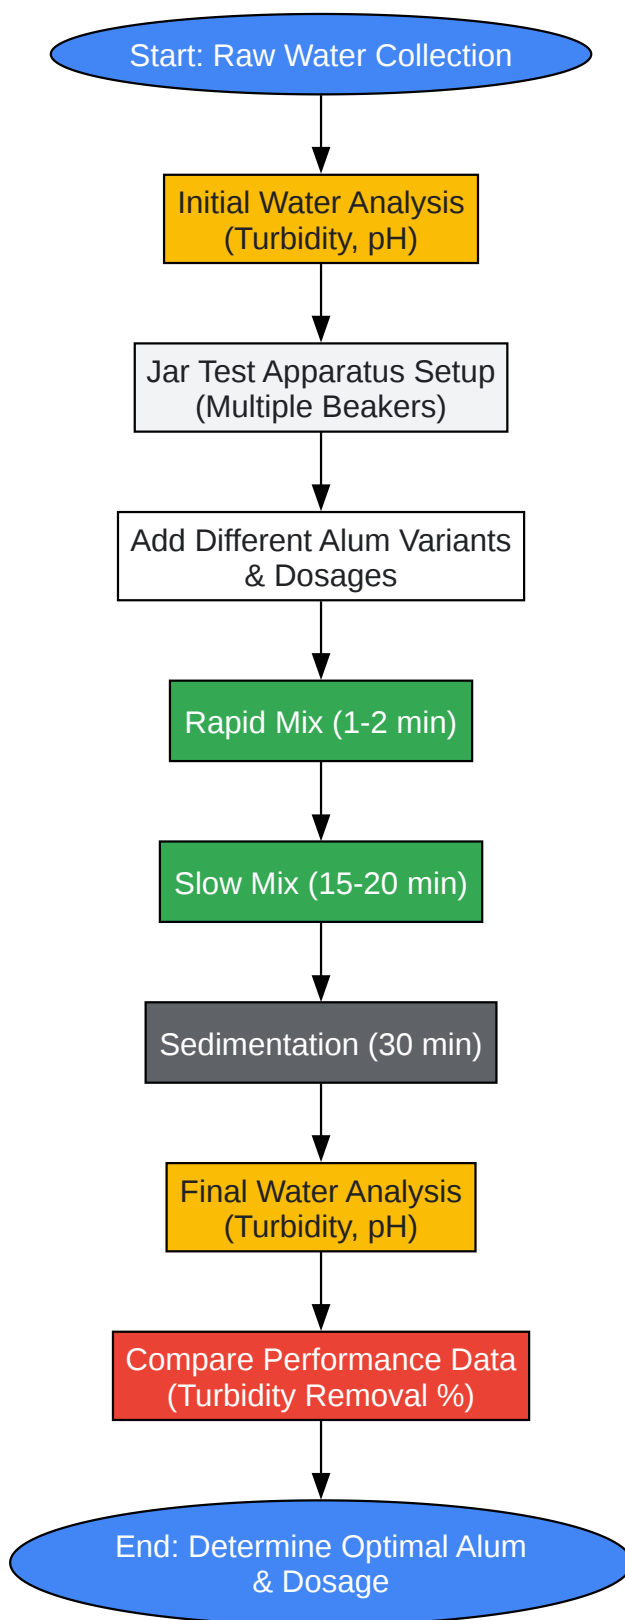 Start: Raw Water Collection
Initial Water Analysis
(Turbidity, pH)
Jar Test Apparatus Setup
(Multiple Beakers)
Add Different Alum Variants
& Dosages
Rapid Mix (1-2 min)
Slow Mix (15-20 min)
Sedimentation (30 min)
Final Water Analysis
(Turbidity, pH)
Compare Performance Data
(Turbidity Removal %)
End: Determine Optimal Alum
& Dosage